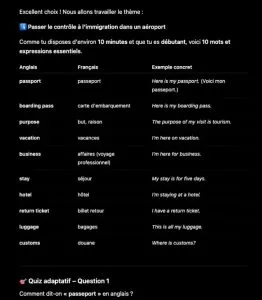 Excellent choix ! Nous allons travailler le thème :
Passer le contrôle à l'immigration dans un aéroport
Comme tu disposes d'environ 10 minutes et que tu es débutant, voici 10 mots et
expressions essentiels.
Anglais Français Exemple concret
passport passeport Here is my passport. (Voici mon
passeport.)
boarding pass carte d'embarquement Here is my boarding pass.
purpose but, raison The purpose of my visit is tourism.
vacation vacances I'm here on vacation.
business affaires (voyage I'm here for business.
professionnel)
stay séjour My stay is for five days.
hotel hôtel I'm staying at a hotel.
return ticket billet retour I have a return ticket.
luggage bagages This is all my luggage.
customs douane Where is customs?
Quiz adaptatif – Question 1
Comment dit-on « passeport » en anglais ?